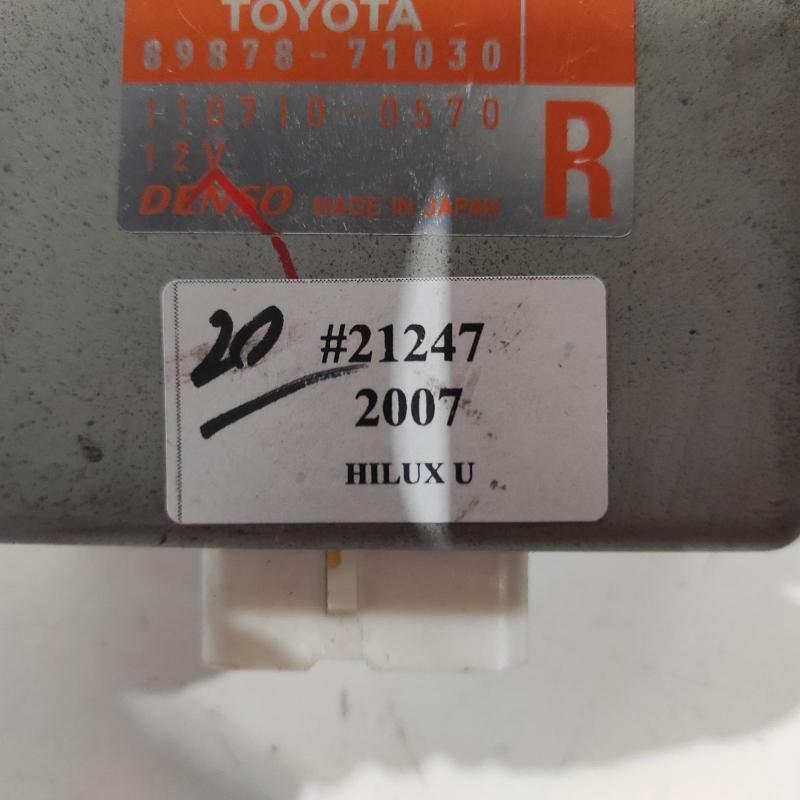 TOYOTA
89878-71030
110710-0570
12V
R
DENSO MADE IN JAPAN
20
#21247
2007
HILUX U